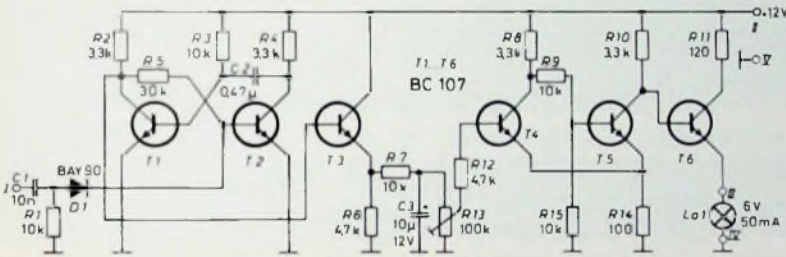 +12V
II
R2
3,3k
R3
10k
R4
3,3k
R5
30k
C2
0,47µ
T1...T6
BC 107
R8
3,3k
R9
10k
R10
3,3k
R11
120
V
T1
T2
T3
T4
T5
T6
I
C1
10n
BAY90
D1
R1
10k
R7
10k
R6
4,7k
C3
10µ
12V
+
R13
100k
R12
4,7k
R15
10k
R14
100
III
La1
6V
50mA
IV